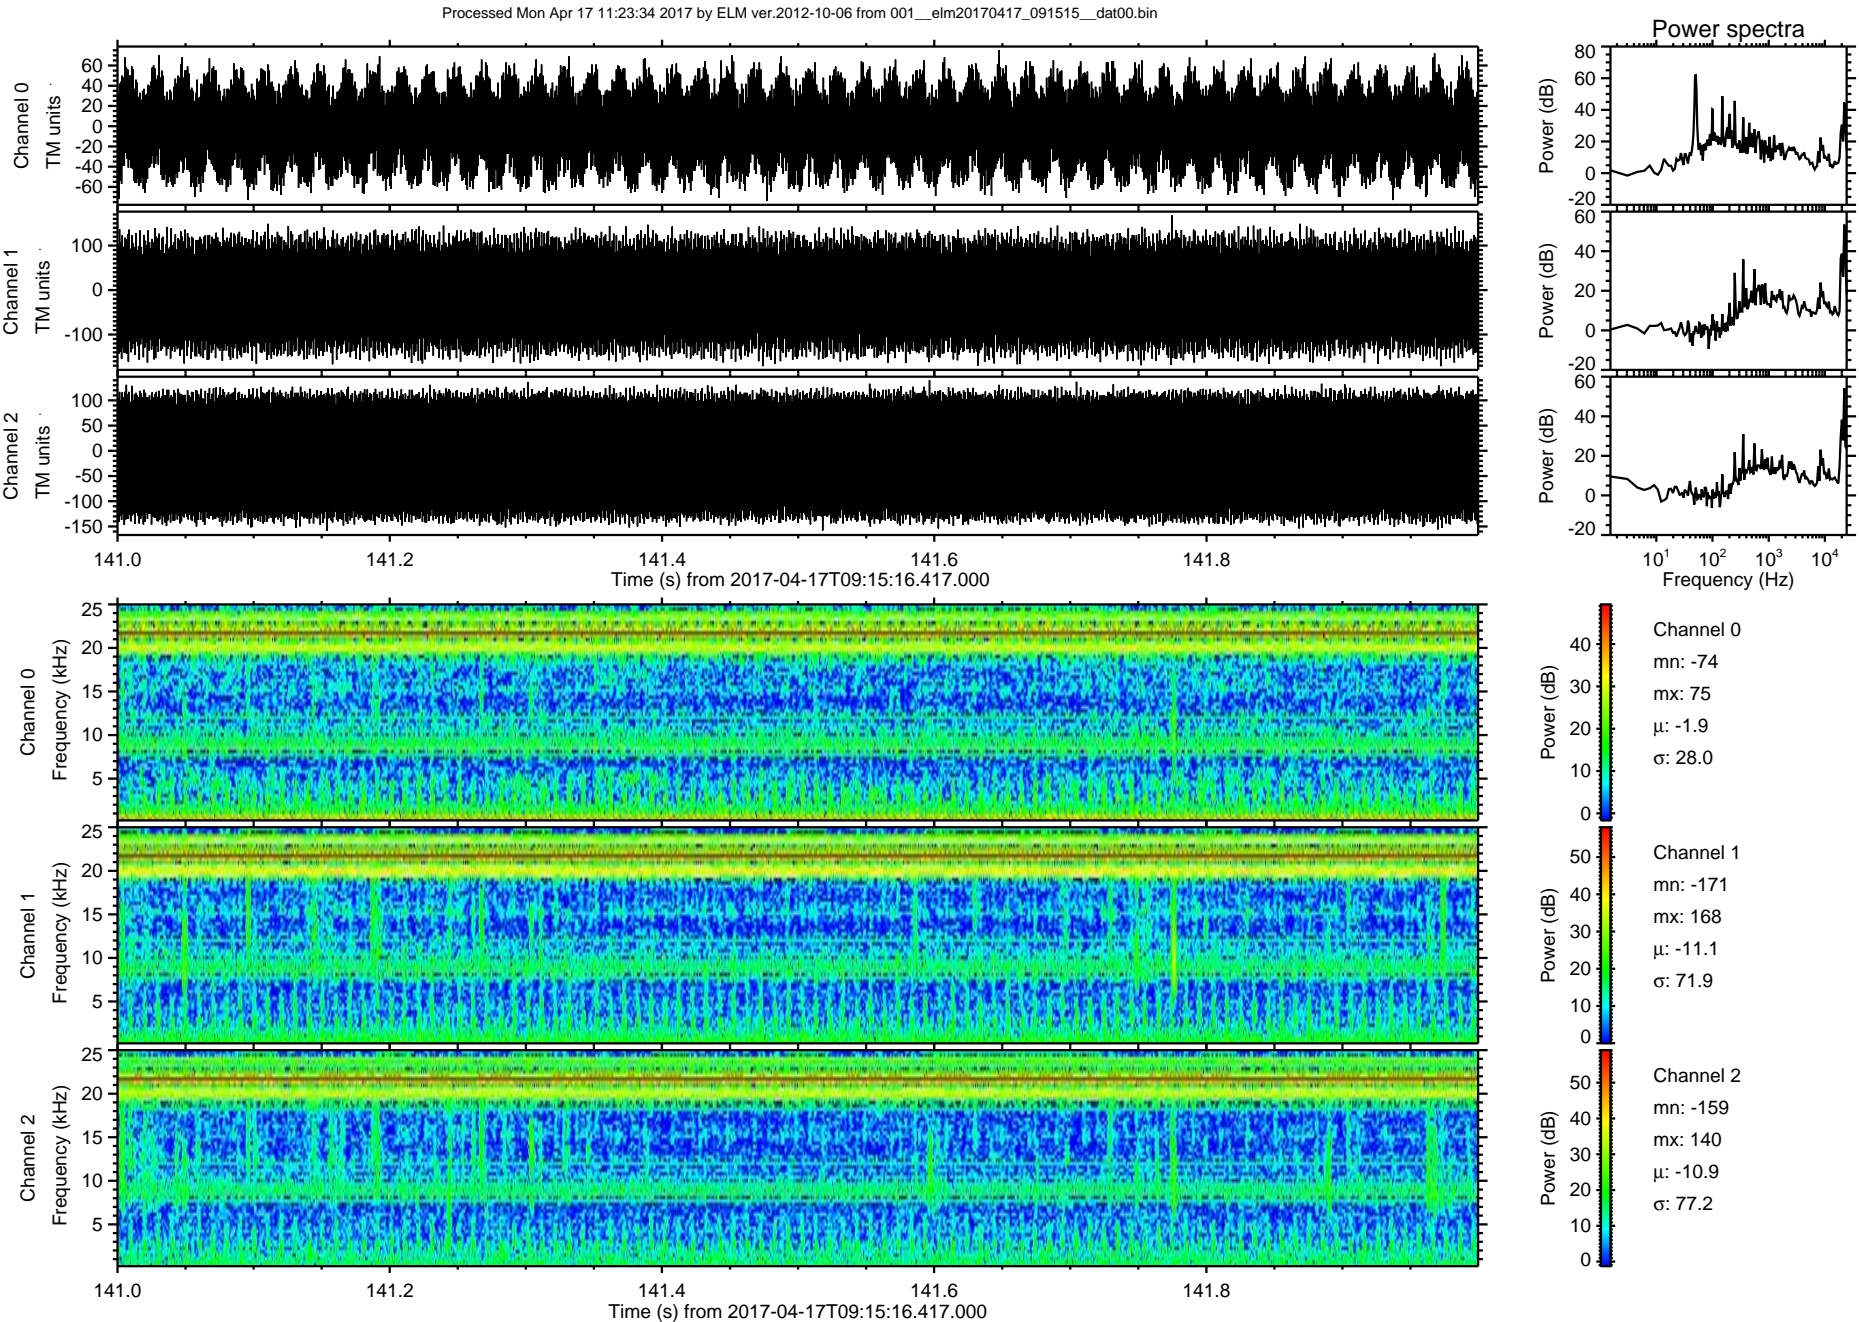 Processed Mon Apr 17 11:23:34 2017 by ELM ver.2012-10-06 from 001__elm20170417_091515__dat00.bin
Power spectra
Channel 0
TM units
60
40
20
0
-20
-40
-60
Power (dB)
80
60
40
20
0
-20
Channel 1
TM units
100
0
-100
Power (dB)
60
40
20
0
-20
Channel 2
TM units
100
50
0
-50
-100
-150
Power (dB)
60
40
20
0
-20
141.0 141.2 141.4 141.6 141.8
Time (s) from 2017-04-17T09:15:16.417.000
10^1 10^2 10^3 10^4
Frequency (Hz)
Channel 0
Frequency (kHz)
25
20
15
10
5
Power (dB)
40
30
20
10
0
Channel 0
mn: -74
mx: 75
μ: -1.9
σ: 28.0
Channel 1
Frequency (kHz)
25
20
15
10
5
Power (dB)
50
40
30
20
10
0
Channel 1
mn: -171
mx: 168
μ: -11.1
σ: 71.9
Channel 2
Frequency (kHz)
25
20
15
10
5
Power (dB)
50
40
30
20
10
0
Channel 2
mn: -159
mx: 140
μ: -10.9
σ: 77.2
141.0 141.2 141.4 141.6 141.8
Time (s) from 2017-04-17T09:15:16.417.000